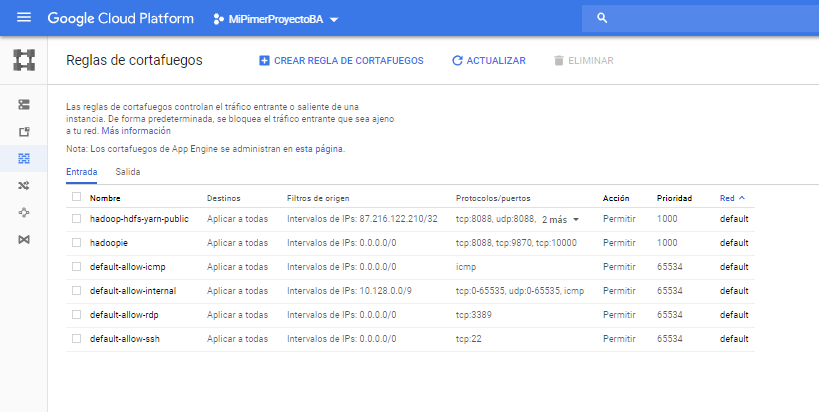 Google Cloud Platform MiPimerProyectoBA
Reglas de cortafuegos CREAR REGLA DE CORTAFUEGOS ACTUALIZAR ELIMINAR
Las reglas de cortafuegos controlan el tráfico entrante o saliente de una
instancia. De forma predeterminada, se bloquea el tráfico entrante que sea ajeno
a tu red. Más información
Nota: Los cortafuegos de App Engine se administran en esta página.
Entrada Salida
Nombre Destinos Filtros de origen Protocolos/puertos Acción Prioridad Red
hadoop-hdfs-yarn-public Aplicar a todas Intervalos de IPs: 87.216.122.210/32 tcp:8088, udp:8088, 2 más Permitir 1000 default
hadoopie Aplicar a todas Intervalos de IPs: 0.0.0.0/0 tcp:8088, tcp:9870, tcp:10000 Permitir 1000 default
default-allow-icmp Aplicar a todas Intervalos de IPs: 0.0.0.0/0 icmp Permitir 65534 default
default-allow-internal Aplicar a todas Intervalos de IPs: 10.128.0.0/9 tcp:0-65535, udp:0-65535, icmp Permitir 65534 default
default-allow-rdp Aplicar a todas Intervalos de IPs: 0.0.0.0/0 tcp:3389 Permitir 65534 default
default-allow-ssh Aplicar a todas Intervalos de IPs: 0.0.0.0/0 tcp:22 Permitir 65534 default